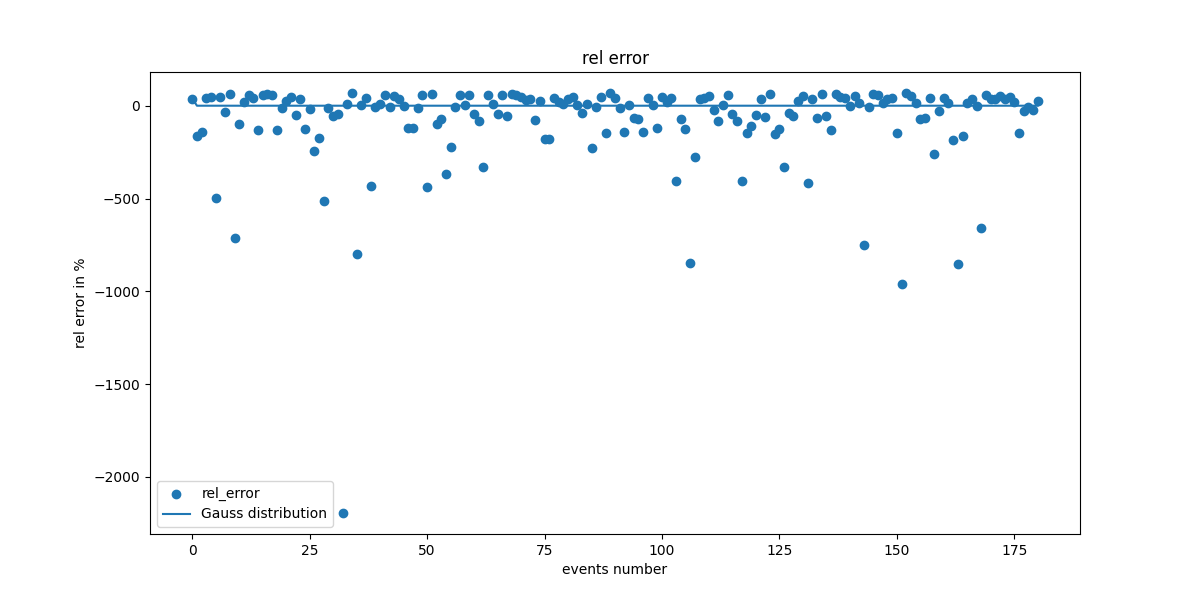 rel error
rel error in %
0
−500
−1000
−1500
−2000
rel_error
Gauss distribution
0 25 50 75 100 125 150 175
events number